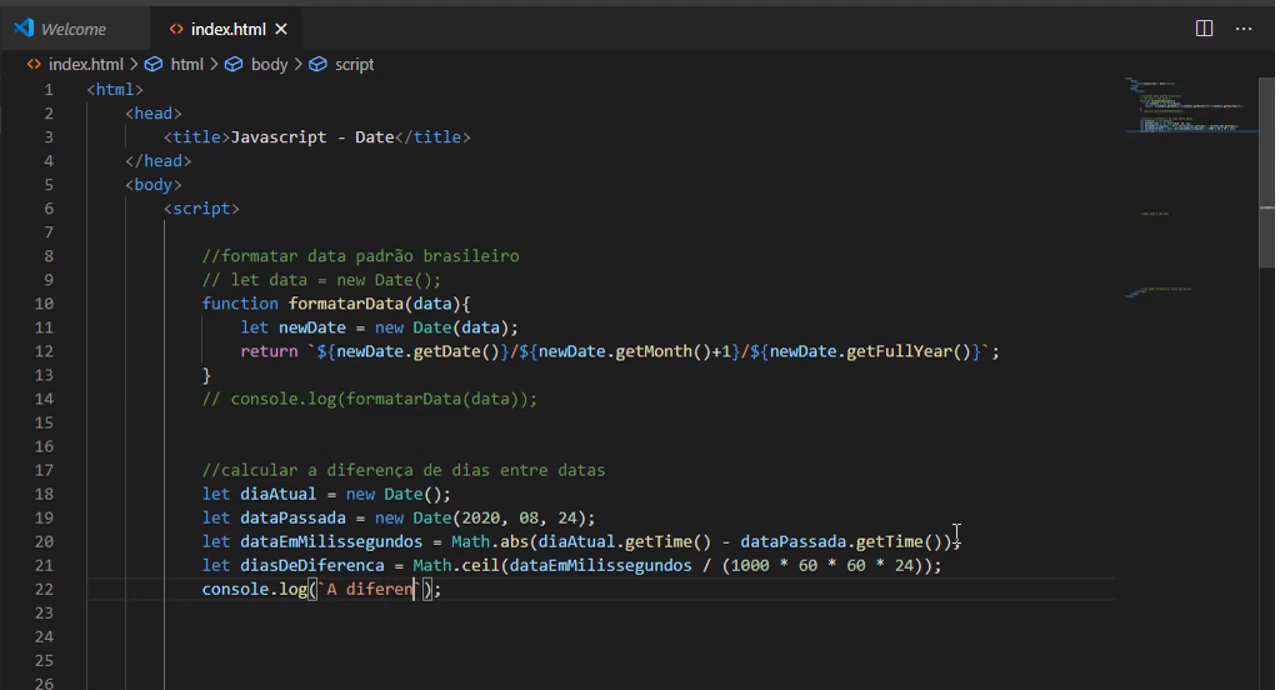 Welcome
index.html
index.html > html > body > script
1 <html>
2 <head>
3 <title>Javascript - Date</title>
4 </head>
5 <body>
6 <script>
7
8 //formatar data padrão brasileiro
9 // let data = new Date();
10 function formatarData(data){
11 let newDate = new Date(data);
12 return `${newDate.getDate()}/${newDate.getMonth()+1}/${newDate.getFullYear()}`;
13 }
14 // console.log(formatarData(data));
15
16
17 //calcular a diferença de dias entre datas
18 let diaAtual = new Date();
19 let dataPassada = new Date(2020, 08, 24);
20 let dataEmMilissegundos = Math.abs(diaAtual.getTime() - dataPassada.getTime());
21 let diasDeDiferenca = Math.ceil(dataEmMilissegundos / (1000 * 60 * 60 * 24));
22 console.log(`A diferen`);
23
24
25
26